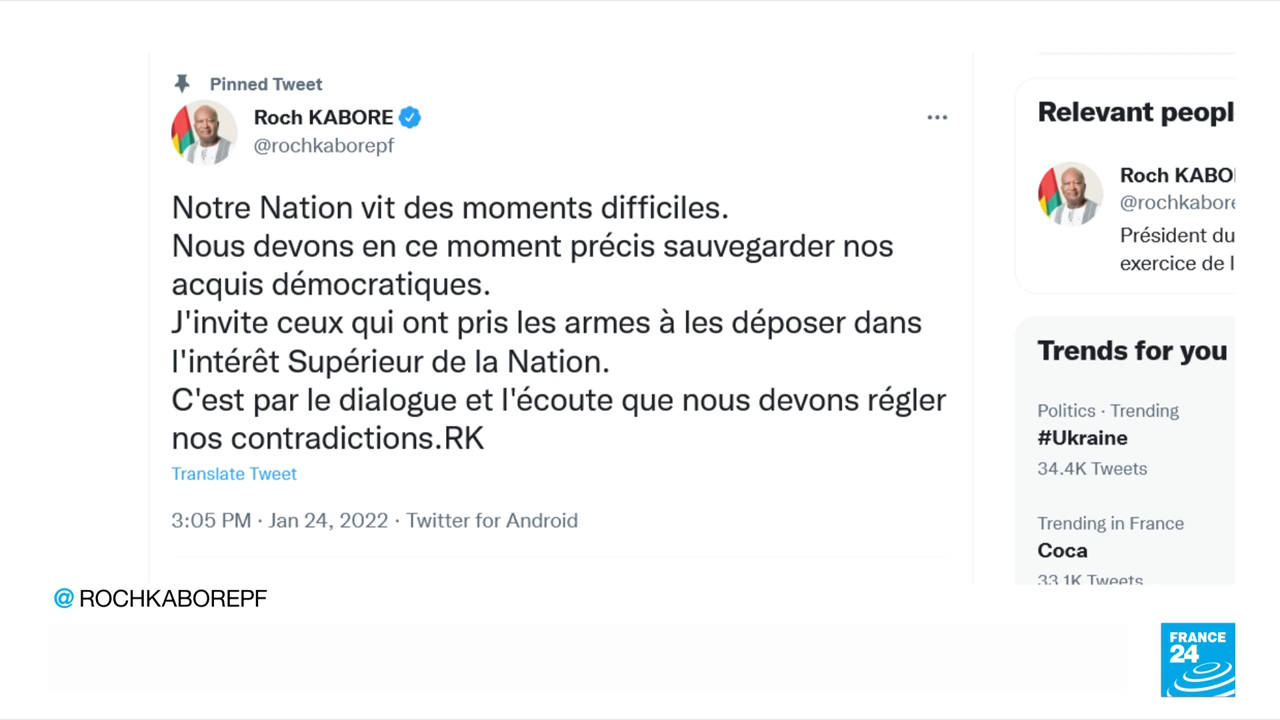 Pinned Tweet
Roch KABORE
@rochkaborepf
Notre Nation vit des moments difficiles.
Nous devons en ce moment précis sauvegarder nos
acquis démocratiques.
J'invite ceux qui ont pris les armes à les déposer dans
l'intérêt Supérieur de la Nation.
C'est par le dialogue et l'écoute que nous devons régler
nos contradictions.RK
Translate Tweet
3:05 PM · Jan 24, 2022 · Twitter for Android
Relevant peopl
Roch KABO
@rochkabore
Président du
exercice de l
Trends for you
Politics · Trending
#Ukraine
34.4K Tweets
Trending in France
Coca
33.1K Tweets
@ ROCHKABOREPF
FRANCE
24